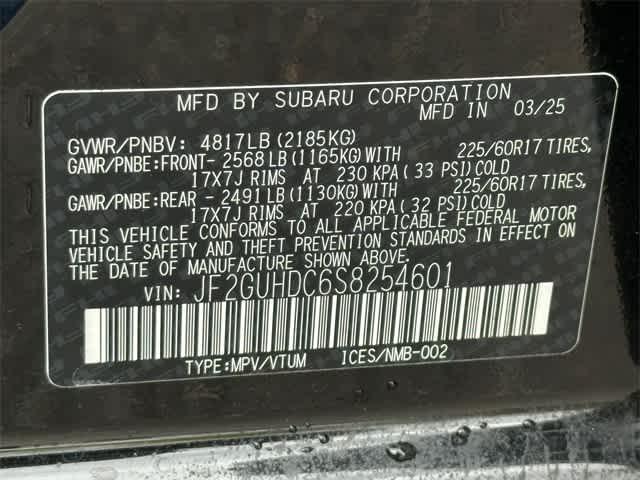 MFD BY SUBARU CORPORATION
MFD IN 03/25
GVWR/PNBV: 4817LB (2185KG)
GAWR/PNBE:FRONT- 2568 LB (1165KG) WITH 225/60R17 TIRES,
17X7J RIMS AT 230 KPA (33 PSI) COLD
GAWR/PNBE:REAR - 2491 LB (1130KG) WITH 225/60R17 TIRES,
17X7J RIMS AT 220 KPA (32 PSI) COLD
THIS VEHICLE CONFORMS TO ALL APPLICABLE FEDERAL MOTOR
VEHICLE SAFETY AND THEFT PREVENTION STANDARDS IN EFFECT ON
THE DATE OF MANUFACTURE SHOWN ABOVE.
VIN: JF2GUHDC6S8254601
TYPE:MPV/VTUM ICES/NMB-002